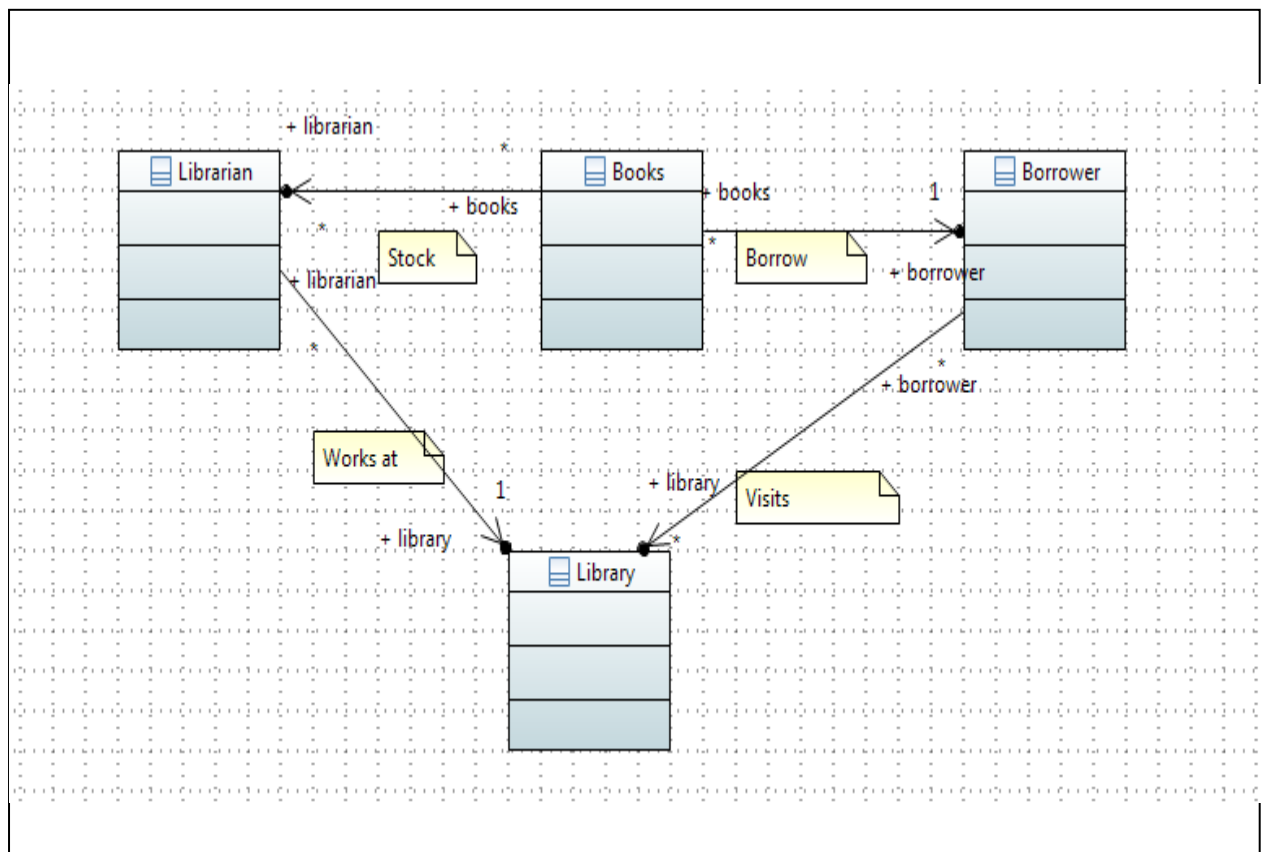 + librarian
*
Librarian
Books
Borrower
+ books
+ books
1
*
*
Stock
Borrow
+ librarian
+ borrower
*
*
+ borrower
Works at
+ library
1
Visits
+ library
*
Library